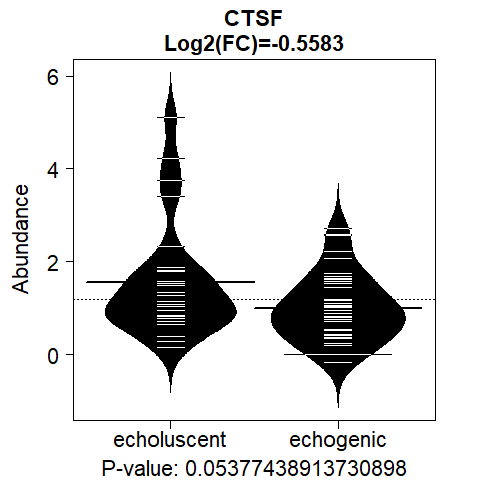 CTSF
Log2(FC)=-0.5583
Abundance
6
4
2
0
echoluscent echogenic
P-value: 0.05377438913730898